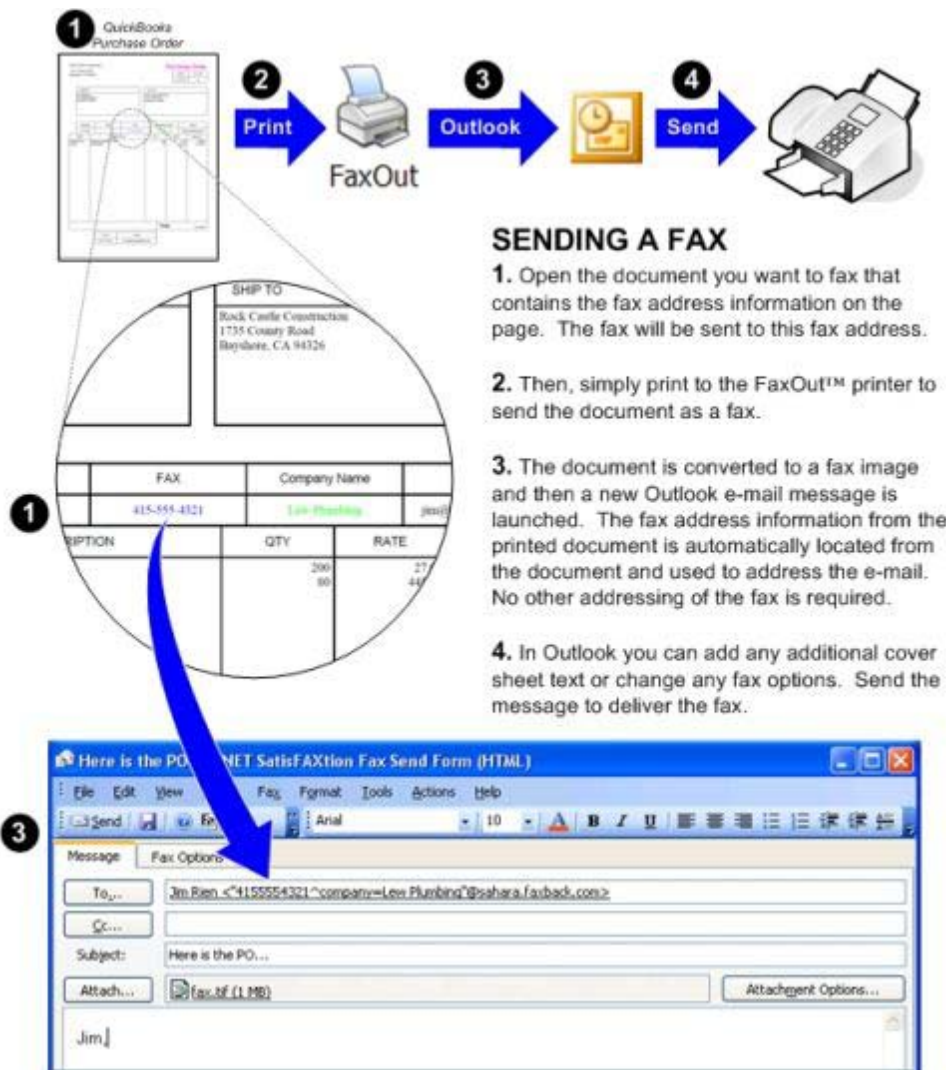 1 QuickBooks
Purchase Order
2
Print
FaxOut
3
Outlook
4
Send
SENDING A FAX
1. Open the document you want to fax that
contains the fax address information on the
page. The fax will be sent to this fax address.
2. Then, simply print to the FaxOut™ printer to
send the document as a fax.
3. The document is converted to a fax image
and then a new Outlook e-mail message is
launched. The fax address information from the
printed document is automatically located from
the document and used to address the e-mail.
No other addressing of the fax is required.
4. In Outlook you can add any additional cover
sheet text or change any fax options. Send the
message to deliver the fax.
SHIP TO
Rock Castle Construction
1735 County Road
Bayshore, CA 94326
FAX Company Name
1
415-555-4321 Lew Plumbing
QTY RATE
200 27
80
Here is the PO NET SatisFAXtion Fax Send Form (HTML)
File Edit View Fax Format Tools Actions Help
3
Send Arial 10 A B I U
Message Fax Options
To... Jim Rien <"4155554321^company=Lew Plumbing"@sahara.faxback.com>
Cc...
Subject: Here is the PO...
Attach... fax.tif (1 MB) Attachment Options...
Jim,